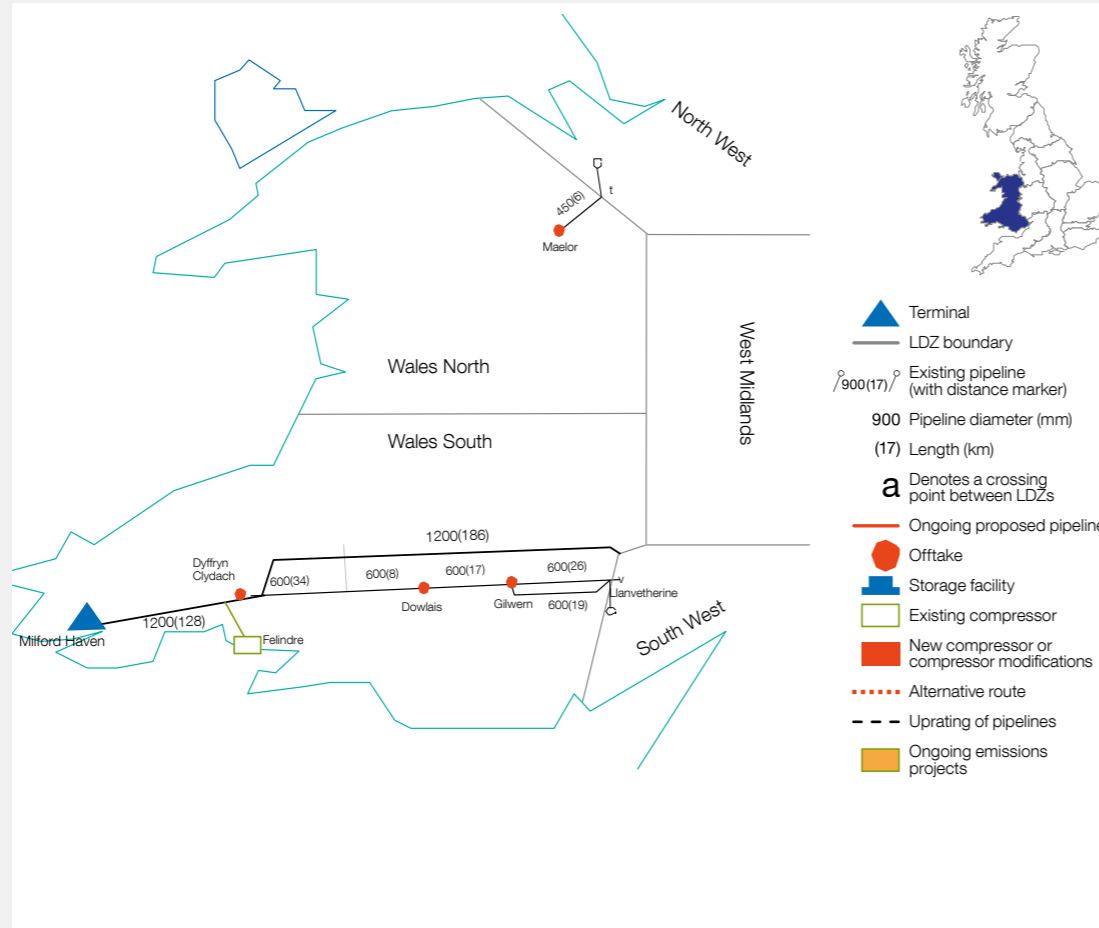 North West
t
450(6)
Maelor
Wales North
West Midlands
Wales South
1200(186)
Dyffryn
Clydach
600(34)
600(8)
600(17)
600(26)
v
Llanvetherine
Dowlais
Gilwern
600(19)
1200(128)
Milford Haven
Felindre
South West
Terminal
LDZ boundary
900(17)
Existing pipeline
(with distance marker)
900
Pipeline diameter (mm)
(17)
Length (km)
a
Denotes a crossing
point between LDZs
Ongoing proposed pipeline
Offtake
Storage facility
Existing compressor
New compressor or
compressor modifications
Alternative route
Uprating of pipelines
Ongoing emissions
projects